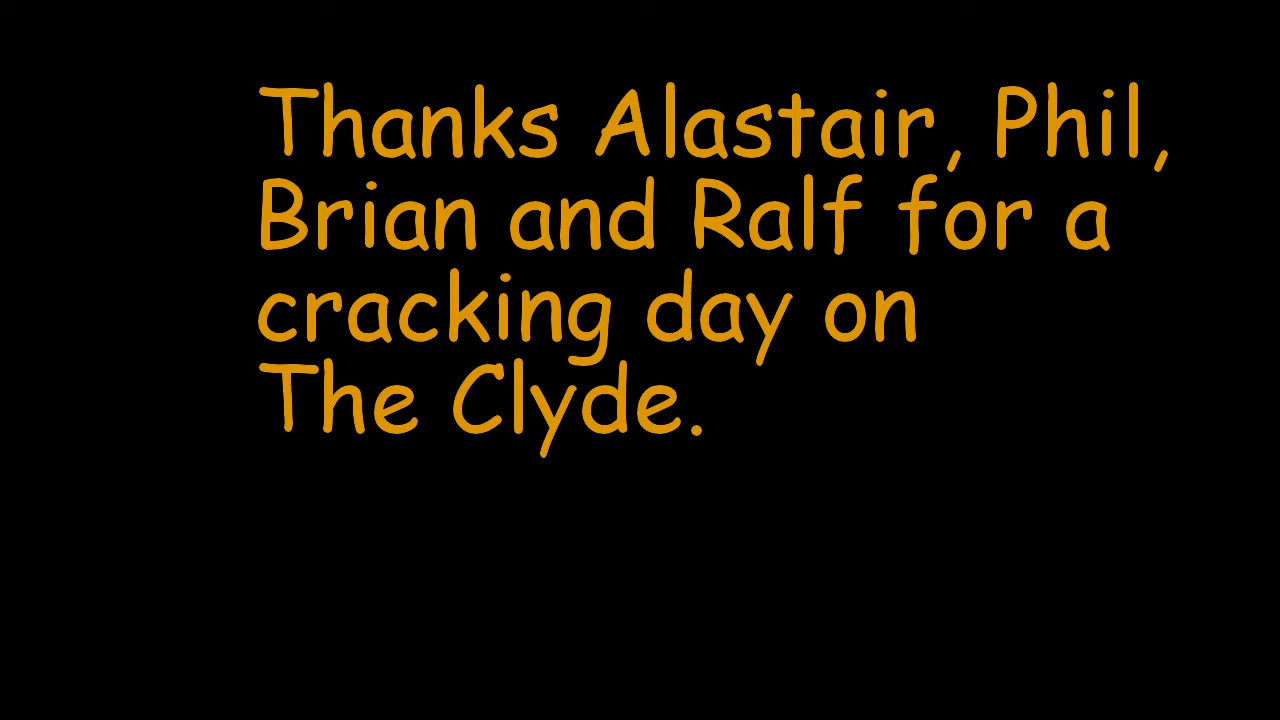 Thanks Alastair, Phil,
Brian and Ralf for a
cracking day on
The Clyde.